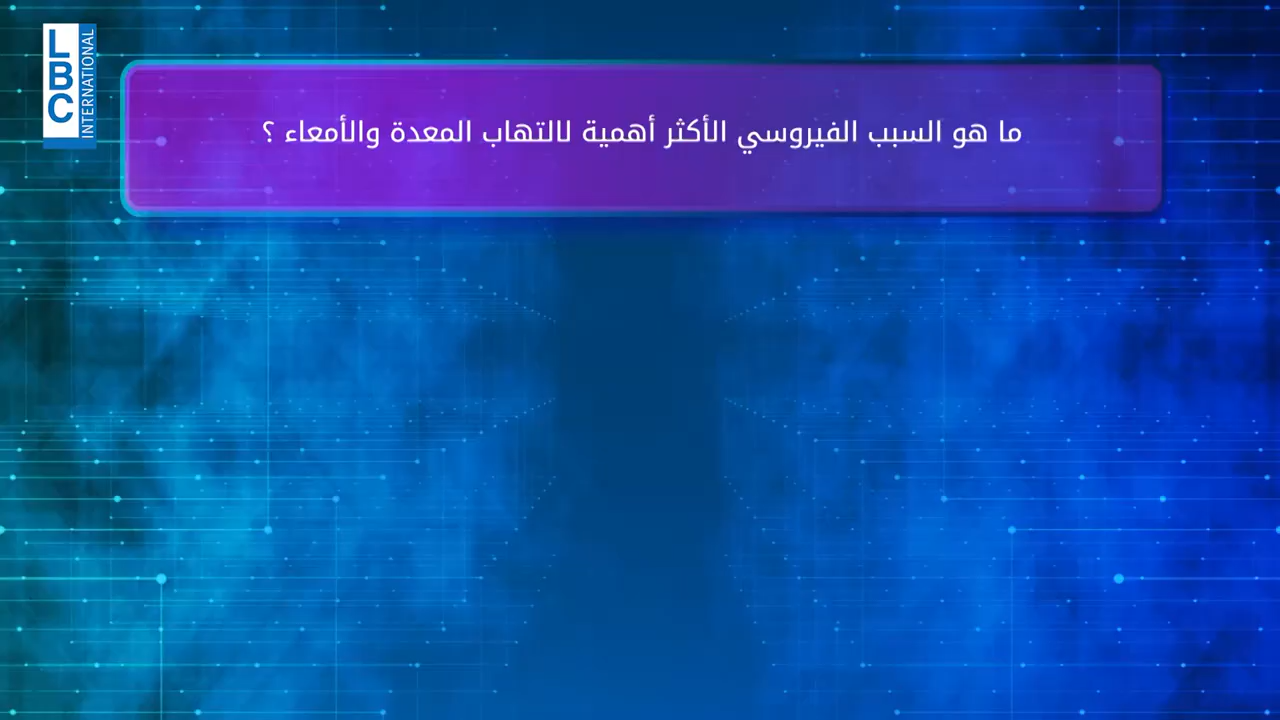 LBC
INTERNATIONAL
ما هو السبب الفيروسي الأكثر أهمية لالتهاب المعدة والأمعاء ؟